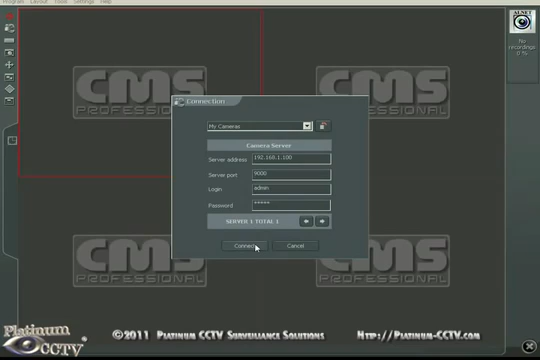 Program Layout Tools Settings Help
ALNET
No
recordings
0 %
CMS
PROFESSIONAL
CMS
PROFESSIONAL
Connection
My Cameras
Camera Server
Server address 192.168.1.100
Server port 9000
Login admin
Password *****
SERVER 1 TOTAL 1
Connect Cancel
CMS
PROFESSIONAL
CMS
PROFESSIONAL
Platinum
CCTV
©2011 Platinum CCTV Surveillance Solutions Http://Platinum-CCTV.com